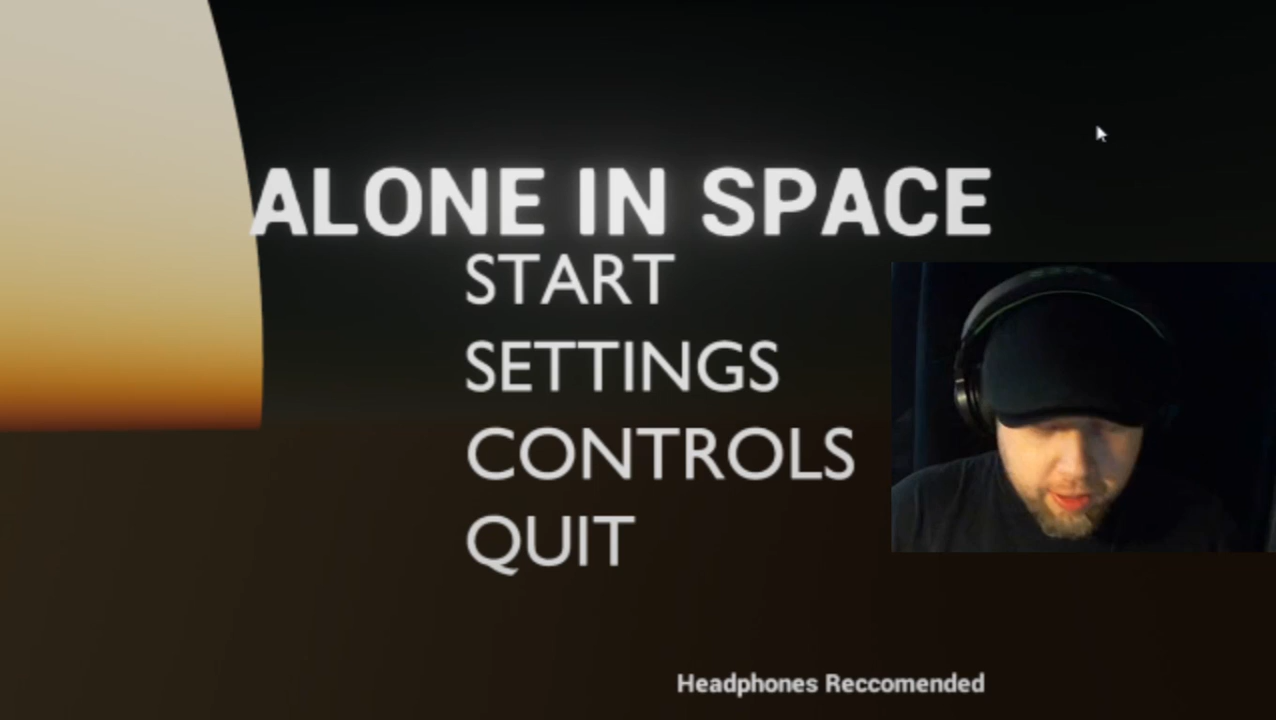 ALONE IN SPACE
START
SETTINGS
CONTROLS
QUIT
Headphones Reccomended